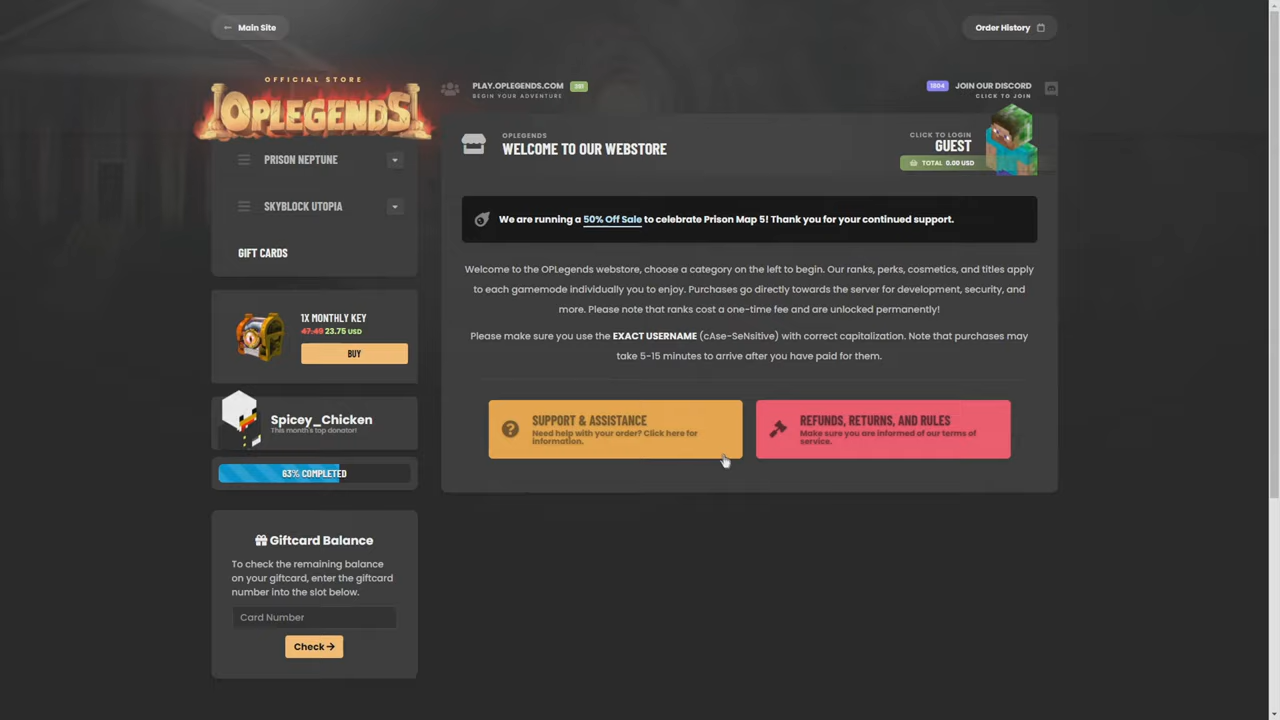 Main Site
Order History
OFFICIAL STORE
OPLEGENDS
PRISON NEPTUNE
SKYBLOCK UTOPIA
GIFT CARDS
1X MONTHLY KEY
47.49 23.75 USD
BUY
Spicey_Chicken
This month's top donator!
63% COMPLETED
Giftcard Balance
To check the remaining balance
on your giftcard, enter the giftcard
number into the slot below.
Card Number
Check
PLAY.OPLEGENDS.COM
BEGIN YOUR ADVENTURE
1804 JOIN OUR DISCORD
CLICK TO JOIN
OPLEGENDS
WELCOME TO OUR WEBSTORE
CLICK TO LOGIN
GUEST
TOTAL 0.00 USD
We are running a 50% Off Sale to celebrate Prison Map 5! Thank you for your continued support.
Welcome to the OPLegends webstore, choose a category on the left to begin. Our ranks, perks, cosmetics, and titles apply
to each gamemode individually you to enjoy. Purchases go directly towards the server for development, security, and
more. Please note that ranks cost a one-time fee and are unlocked permanently!
Please make sure you use the EXACT USERNAME (cAse-SeNsitive) with correct capitalization. Note that purchases may
take 5-15 minutes to arrive after you have paid for them.
SUPPORT & ASSISTANCE
Need help with your order? Click here for
information.
REFUNDS, RETURNS, AND RULES
Make sure you are informed of our terms of
service.